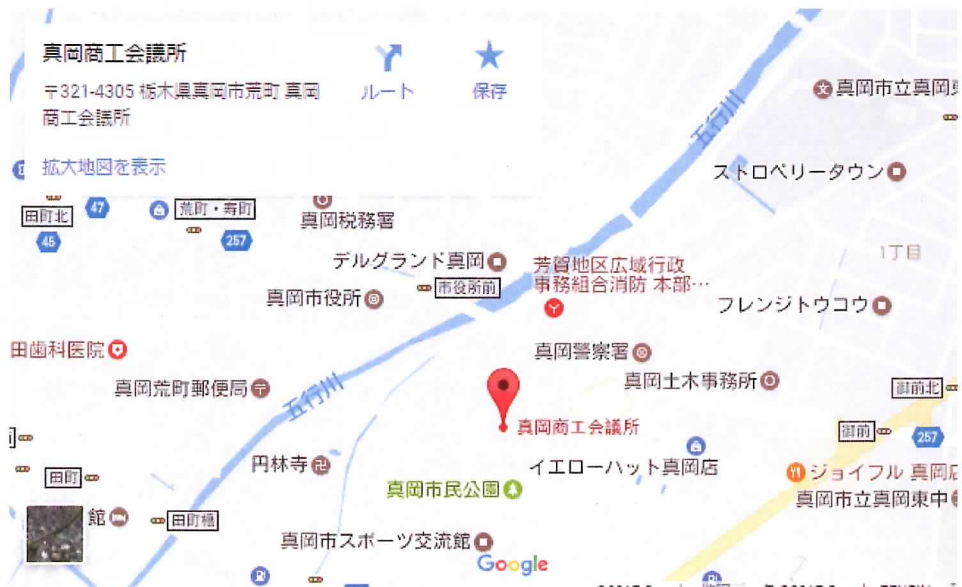 真岡商工会議所
〒321-4305 栃木県真岡市荒町 真岡
商工会議所
ルート
保存
拡大地図を表示
五行川
真岡市立真岡東
ストロベリータウン
田町北
47
荒町・寿町
46
257
真岡税務署
1丁目
デルグランド真岡
市役所前
芳賀地区広域行政
事務組合消防 本部…
真岡市役所
フレンジトウコウ
田歯科医院
真岡警察署
真岡荒町郵便局
真岡土木事務所
御前北
五行川
真岡商工会議所
御前
257
円林寺
イエローハット真岡店
ジョイフル 真岡店
田町
真岡市民公園
真岡市立真岡東中
館
田町橋
真岡市スポーツ交流館
Google